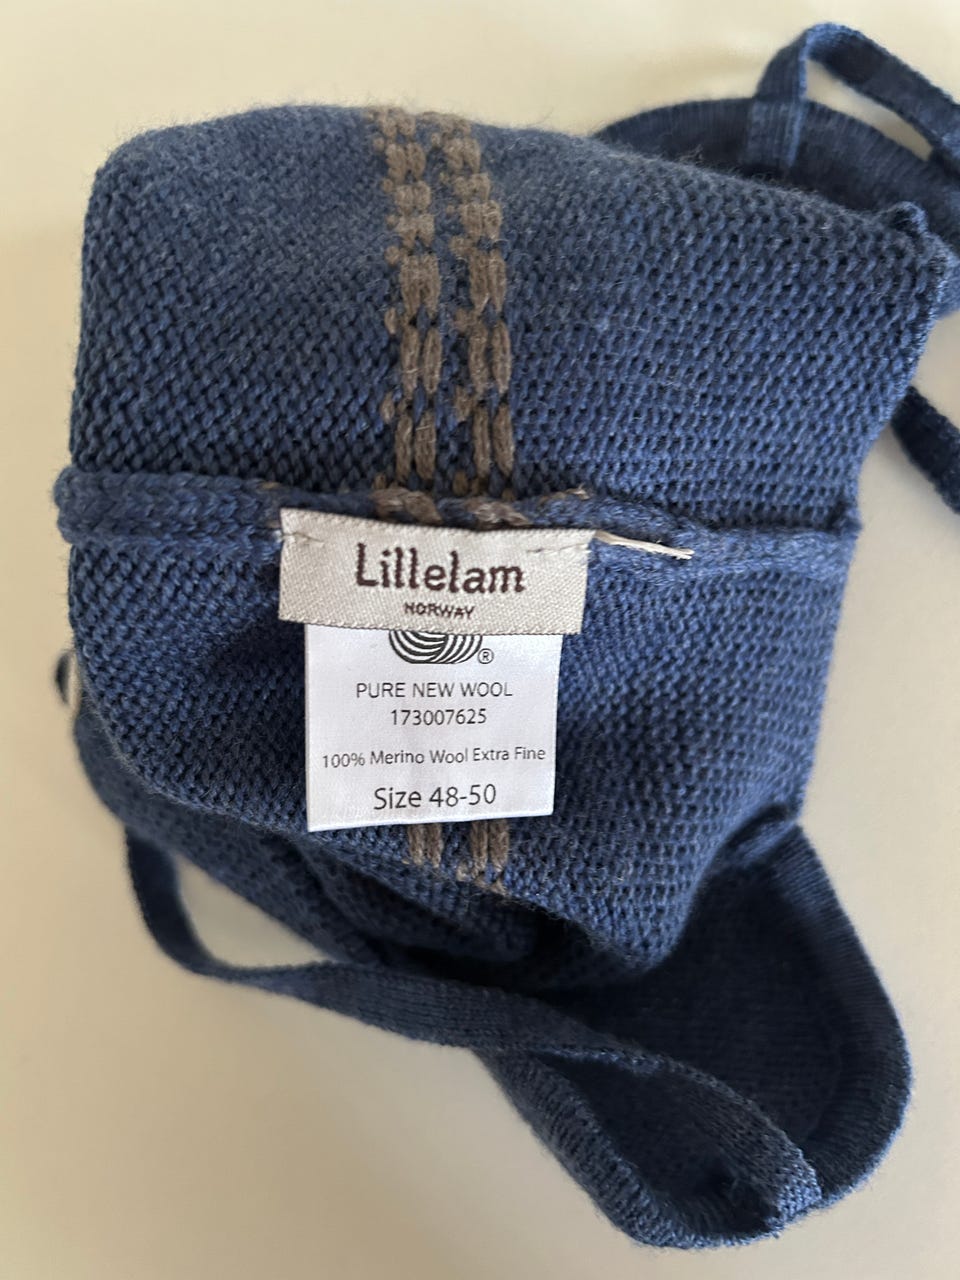 Lillelam
NORWAY
®
PURE NEW WOOL
173007625
100% Merino Wool Extra Fine
Size 48-50